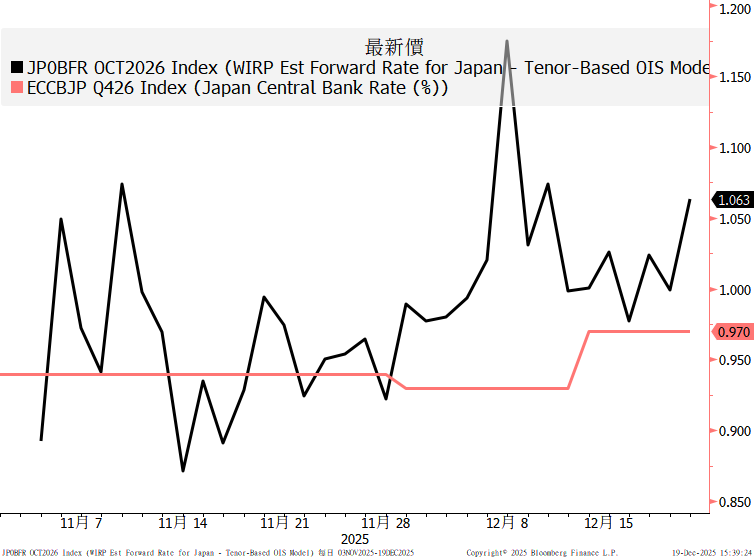 最新價
JP0BFR OCT2026 Index (WIRP Est Forward Rate for Japan - Tenor-Based OIS Mode
ECCBJP Q426 Index (Japan Central Bank Rate (%))
1.200
1.150
1.100
1.063
1.050
1.000
0.970
0.950
0.900
0.850
11月 7
11月 14
11月 21
11月 28
12月 8
12月 15
2025
JP0BFR OCT2026 Index (WIRP Est Forward Rate for Japan - Tenor-Based OIS Model) 每日 03NOV2025-19DEC2025
Copyright© 2025 Bloomberg Finance L.P.
19-Dec-2025 15:39:24